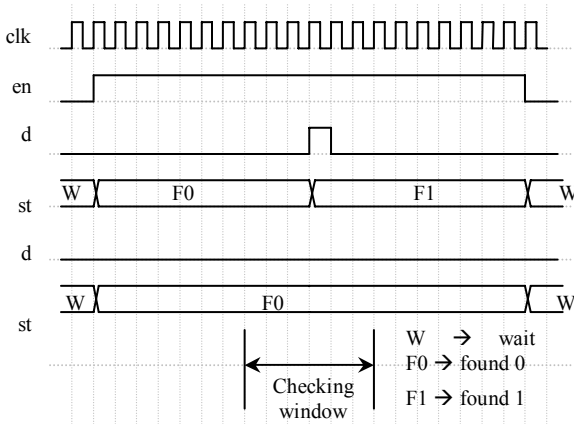 clk
en
d
W F0 F1 W
st
d
W F0 W
st
W → wait
F0 → found 0
F1 → found 1
Checking
window